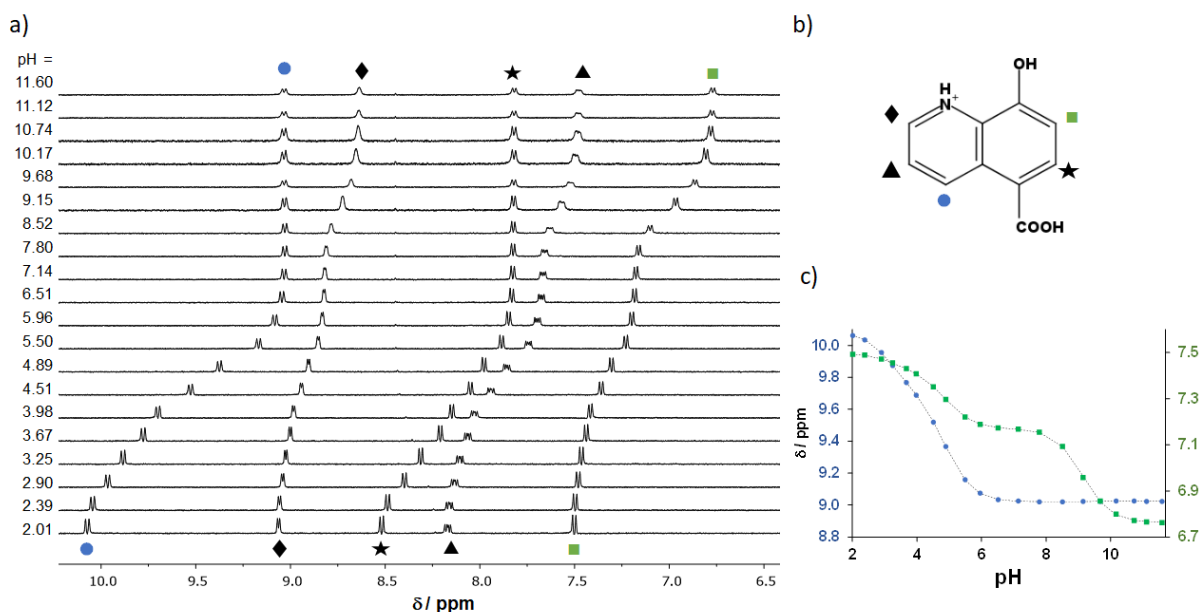 a)
pH =
11.60
11.12
10.74
10.17
9.68
9.15
8.52
7.80
7.14
6.51
5.96
5.50
4.89
4.51
3.98
3.67
3.25
2.90
2.39
2.01
10.0 9.5 9.0 8.5 8.0 7.5 7.0 6.5
δ / ppm
b)
OH
H
N
+
COOH
c)
10.0
9.8
9.6
9.4
9.2
9.0
8.8
δ / ppm
7.5
7.3
7.1
6.9
6.7
δ / ppm
2 4 6 8 10
pH